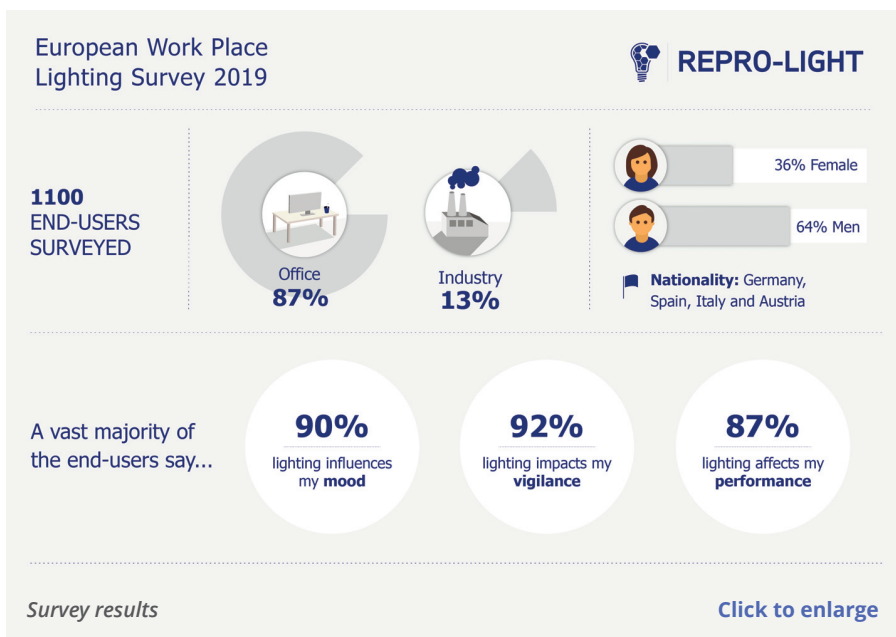 European Work Place
Lighting Survey 2019
REPRO-LIGHT
1100
END-USERS
SURVEYED
Office
87%
Industry
13%
36% Female
64% Men
Nationality: Germany,
Spain, Italy and Austria
A vast majority of
the end-users say...
90%
lighting influences
my mood
92%
lighting impacts my
vigilance
87%
lighting affects my
performance
Survey results
Click to enlarge